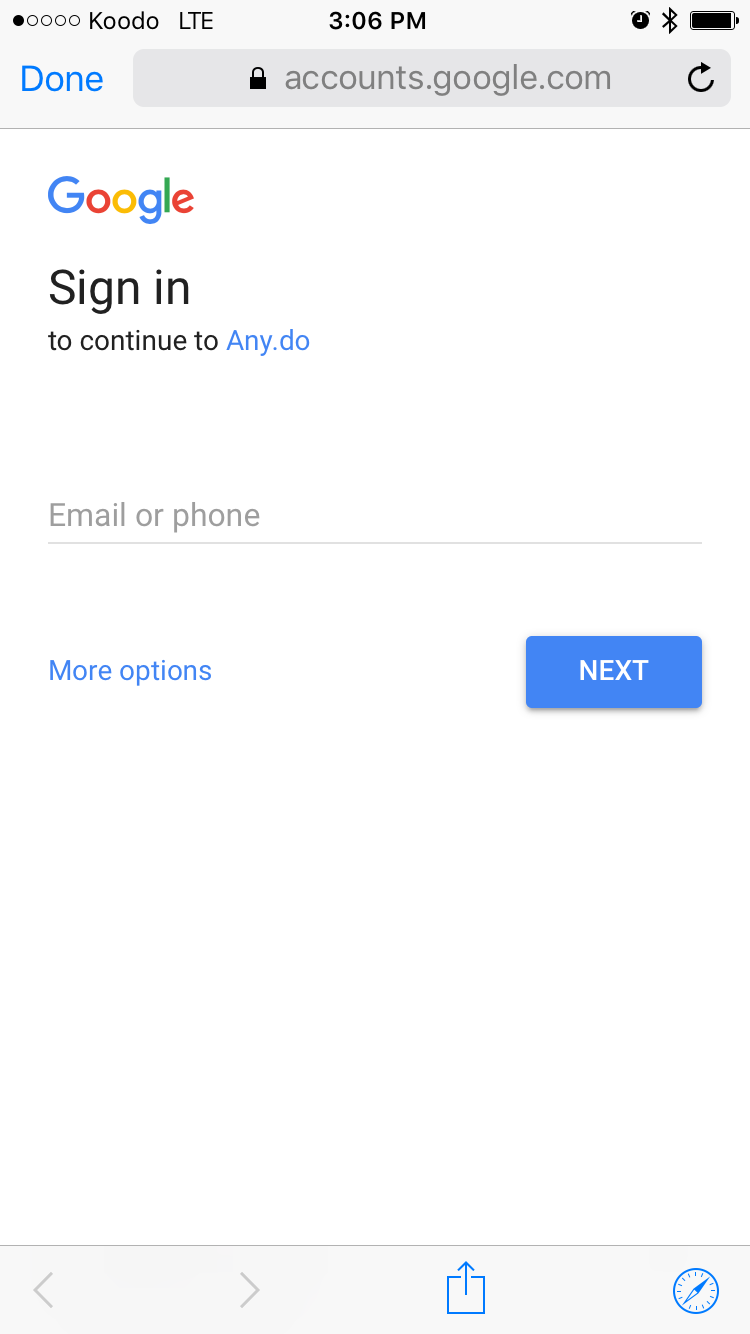 Koodo LTE 3:06 PM
Done accounts.google.com
Google
Sign in
to continue to Any.do
Email or phone
More options NEXT